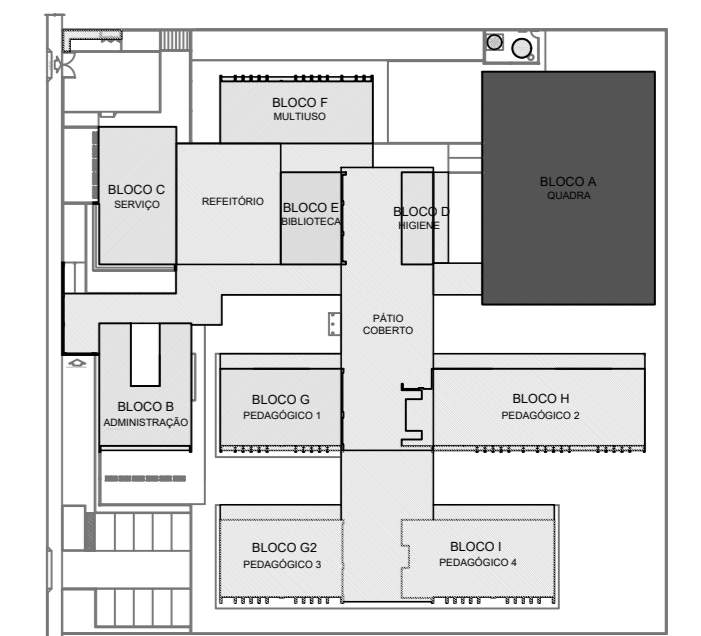 BLOCO F
MULTIUSO
BLOCO A
QUADRA
BLOCO C
SERVIÇO
REFEITÓRIO
BLOCO E
BIBLIOTECA
BLOCO D
HIGIENE
PÁTIO
COBERTO
BLOCO B
ADMINISTRAÇÃO
BLOCO G
PEDAGÓGICO 1
BLOCO H
PEDAGÓGICO 2
BLOCO G2
PEDAGÓGICO 3
BLOCO I
PEDAGÓGICO 4